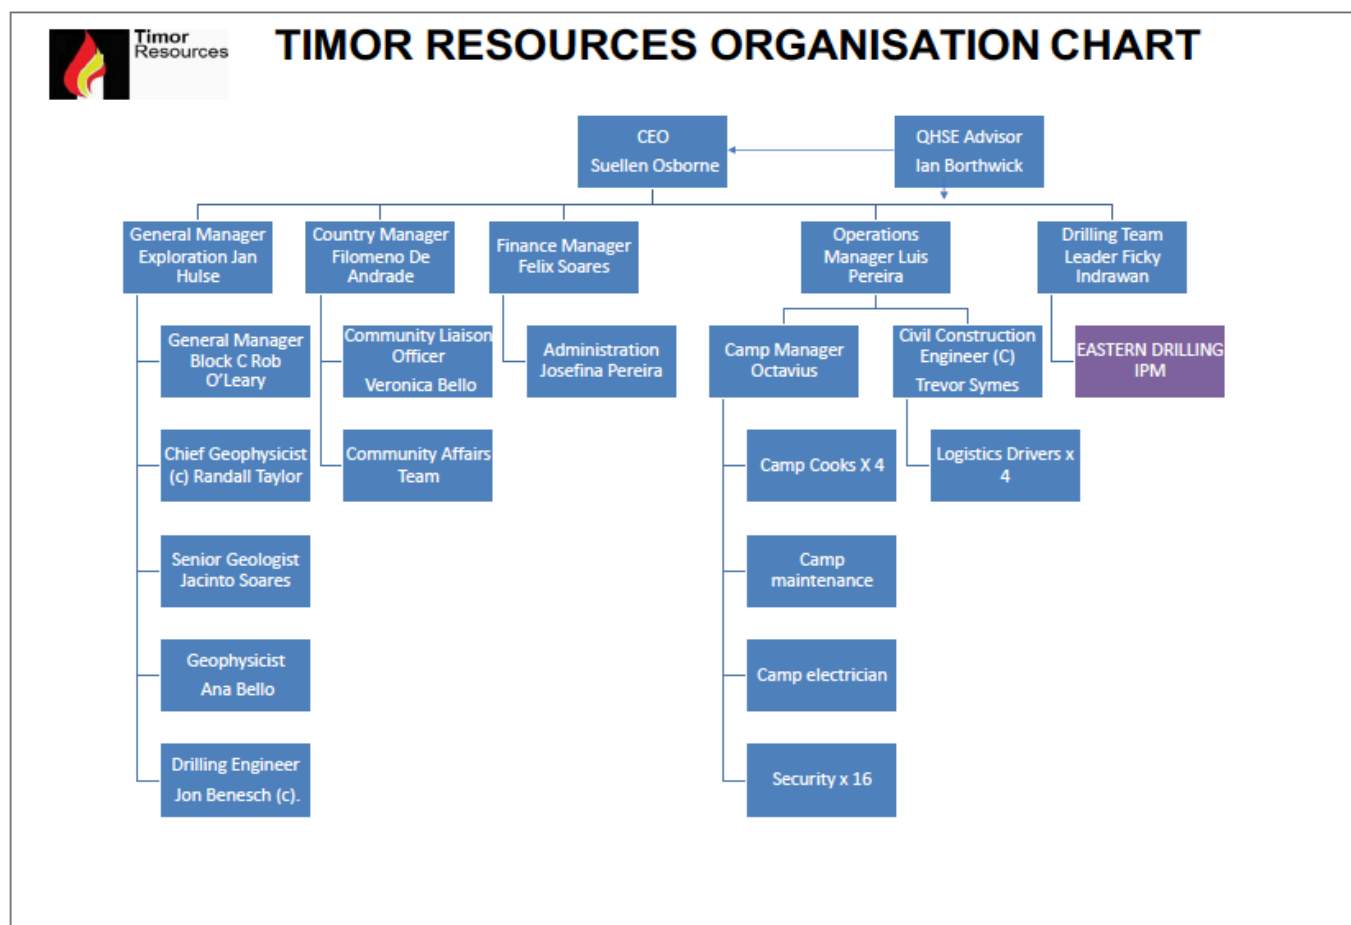 Timor
Resources
TIMOR RESOURCES ORGANISATION CHART
CEO
Suellen Osborne
QHSE Advisor
Ian Borthwick
General Manager
Exploration Jan
Hulse
Country Manager
Filomeno De
Andrade
Finance Manager
Felix Soares
Operations
Manager Luis
Pereira
Drilling Team
Leader Ficky
Indrawan
General Manager
Block C Rob
O’Leary
Community Liaison
Officer
Veronica Bello
Administration
Josefina Pereira
Camp Manager
Octavius
Civil Construction
Engineer (C)
Trevor Symes
EASTERN DRILLING
IPM
Chief Geophysicist
(c) Randall Taylor
Community Affairs
Team
Camp Cooks X 4
Logistics Drivers x
4
Senior Geologist
Jacinto Soares
Camp
maintenance
Geophysicist
Ana Bello
Camp electrician
Drilling Engineer
Jon Benesch (c).
Security x 16